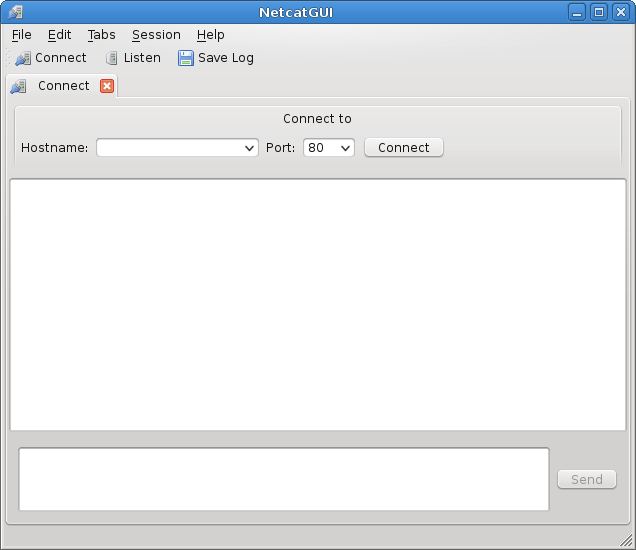 NetcatGUI
File Edit Tabs Session Help
Connect Listen Save Log
Connect
Connect to
Hostname: Port: 80 Connect
Send